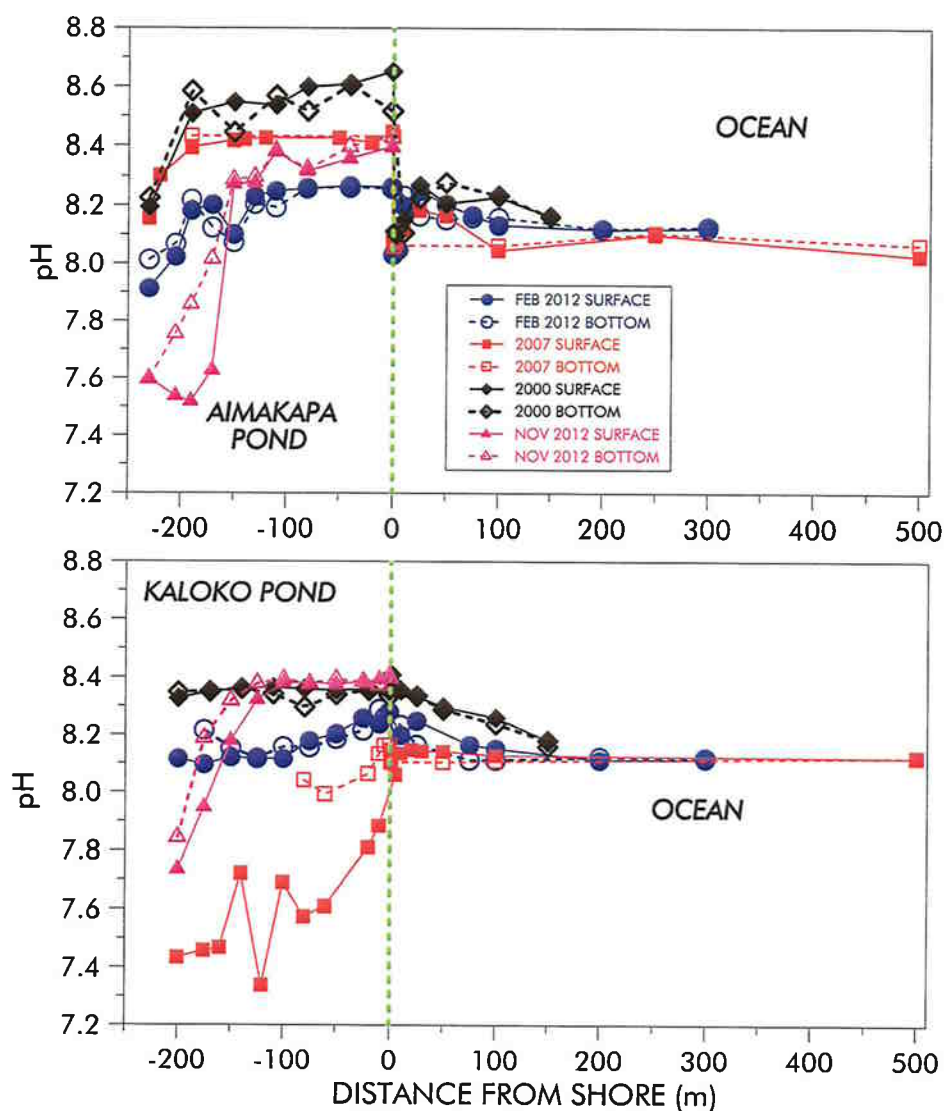 8.8
8.6
8.4
8.2
8.0
7.8
7.6
7.4
7.2
pH
OCEAN
AIMAKAPA
POND
FEB 2012 SURFACE
FEB 2012 BOTTOM
2007 SURFACE
2007 BOTTOM
2000 SURFACE
2000 BOTTOM
NOV 2012 SURFACE
NOV 2012 BOTTOM
-200 -100 0 100 200 300 400 500
8.8
8.6
8.4
8.2
8.0
7.8
7.6
7.4
7.2
pH
KALOKO POND
OCEAN
-200 -100 0 100 200 300 400 500
DISTANCE FROM SHORE (m)